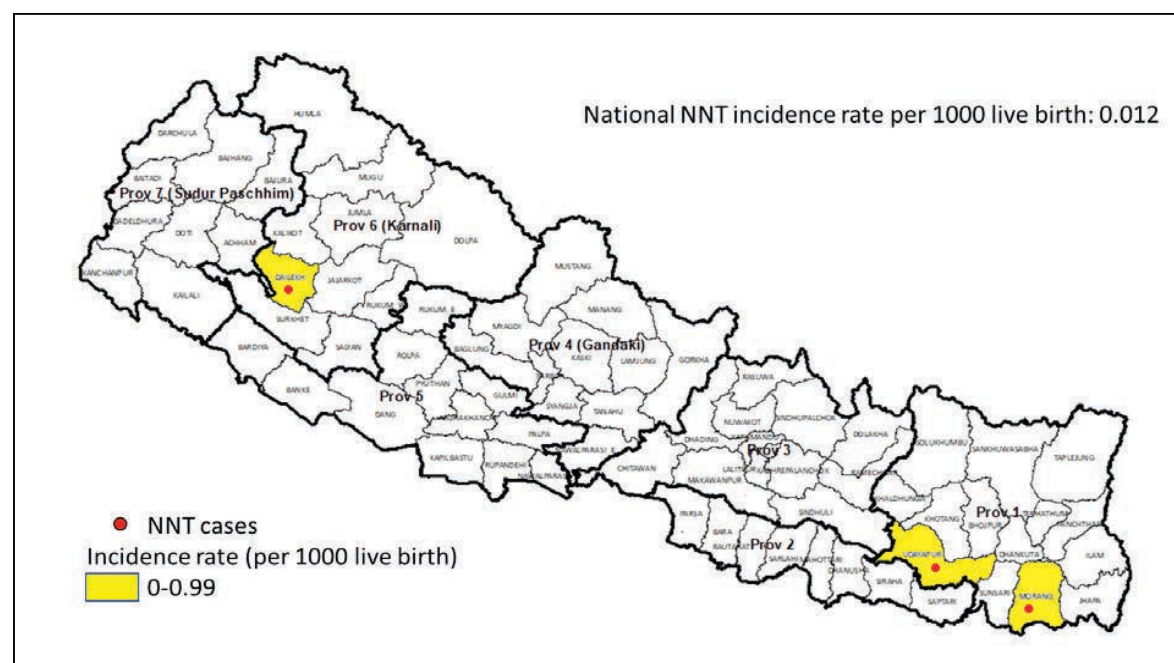 National NNT incidence rate per 1000 live birth: 0.012
HUMLA
DARCHULA
BAJHANG
BAITADI
BAJURA
MUGU
Prov 7 (Sudur Paschhim)
JUMLA
DADELDHURA
DOTI
ACHHAM
KALIKOT
Prov 6 (Karnali)
DOLPA
KANCHANPUR
KAILALI
DAILEKH
JAJARKOT
MUSTANG
RUKUM E
SURKHET
MANANG
BARDIYA
SALYAN
ROLPA
BAGLUNG
MYAGDI
Prov 4 (Gandaki)
KASKI
LAMJUNG
GORKHA
BANKE
PYUTHAN
Prov 5
DANG
GULMI
SYANGJA
TANAHU
RASUWA
NUWAKOT
SINDHUPALCHOK
DOLAKHA
PALPA
KAPILBASTU
RUPANDEHI
CHITAWAN
DHADING
Prov 3
MAKAWANPUR
SINDHULI
SOLUKHUMBU
SANKHUWASABHA
TAPLEJUNG
KHOTANG
BHOJPUR
Prov 1
PARSA
BARA
Prov 2
SARLAHI
MAHOTTARI
DHANUSHA
SIRAHA
SAPTARI
UDAYAPUR
DHANKUTA
ILAM
SUNSARI
MORANG
JHAPA
NNT cases
Incidence rate (per 1000 live birth)
0-0.99